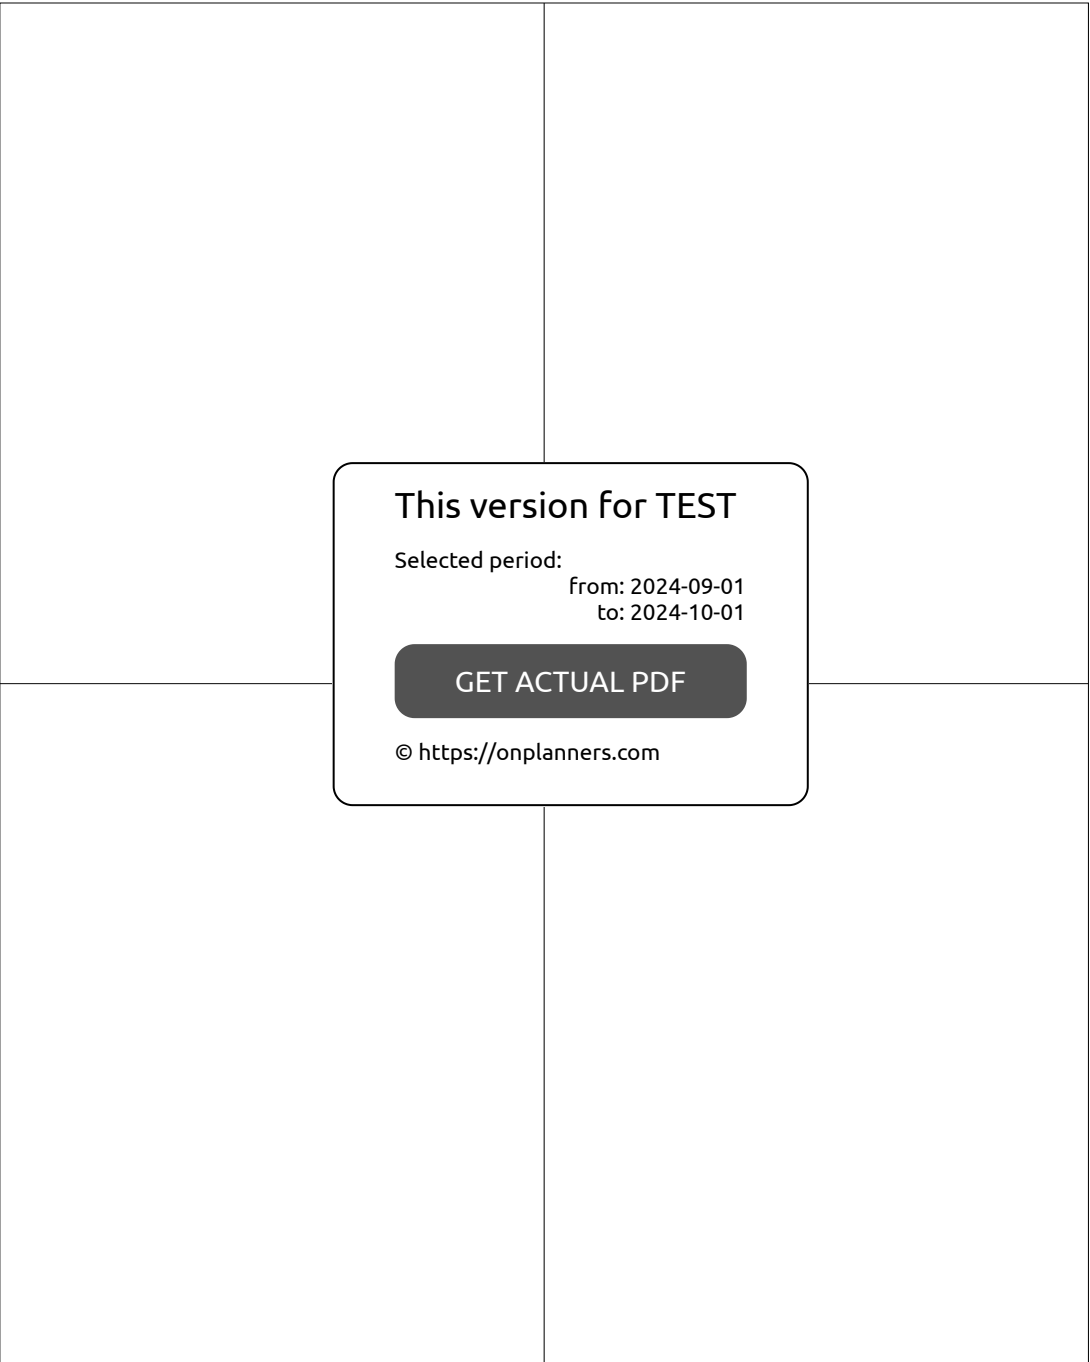 This version for TEST
Selected period:
from: 2024-09-01
to: 2024-10-01
GET ACTUAL PDF
© https://onplanners.com